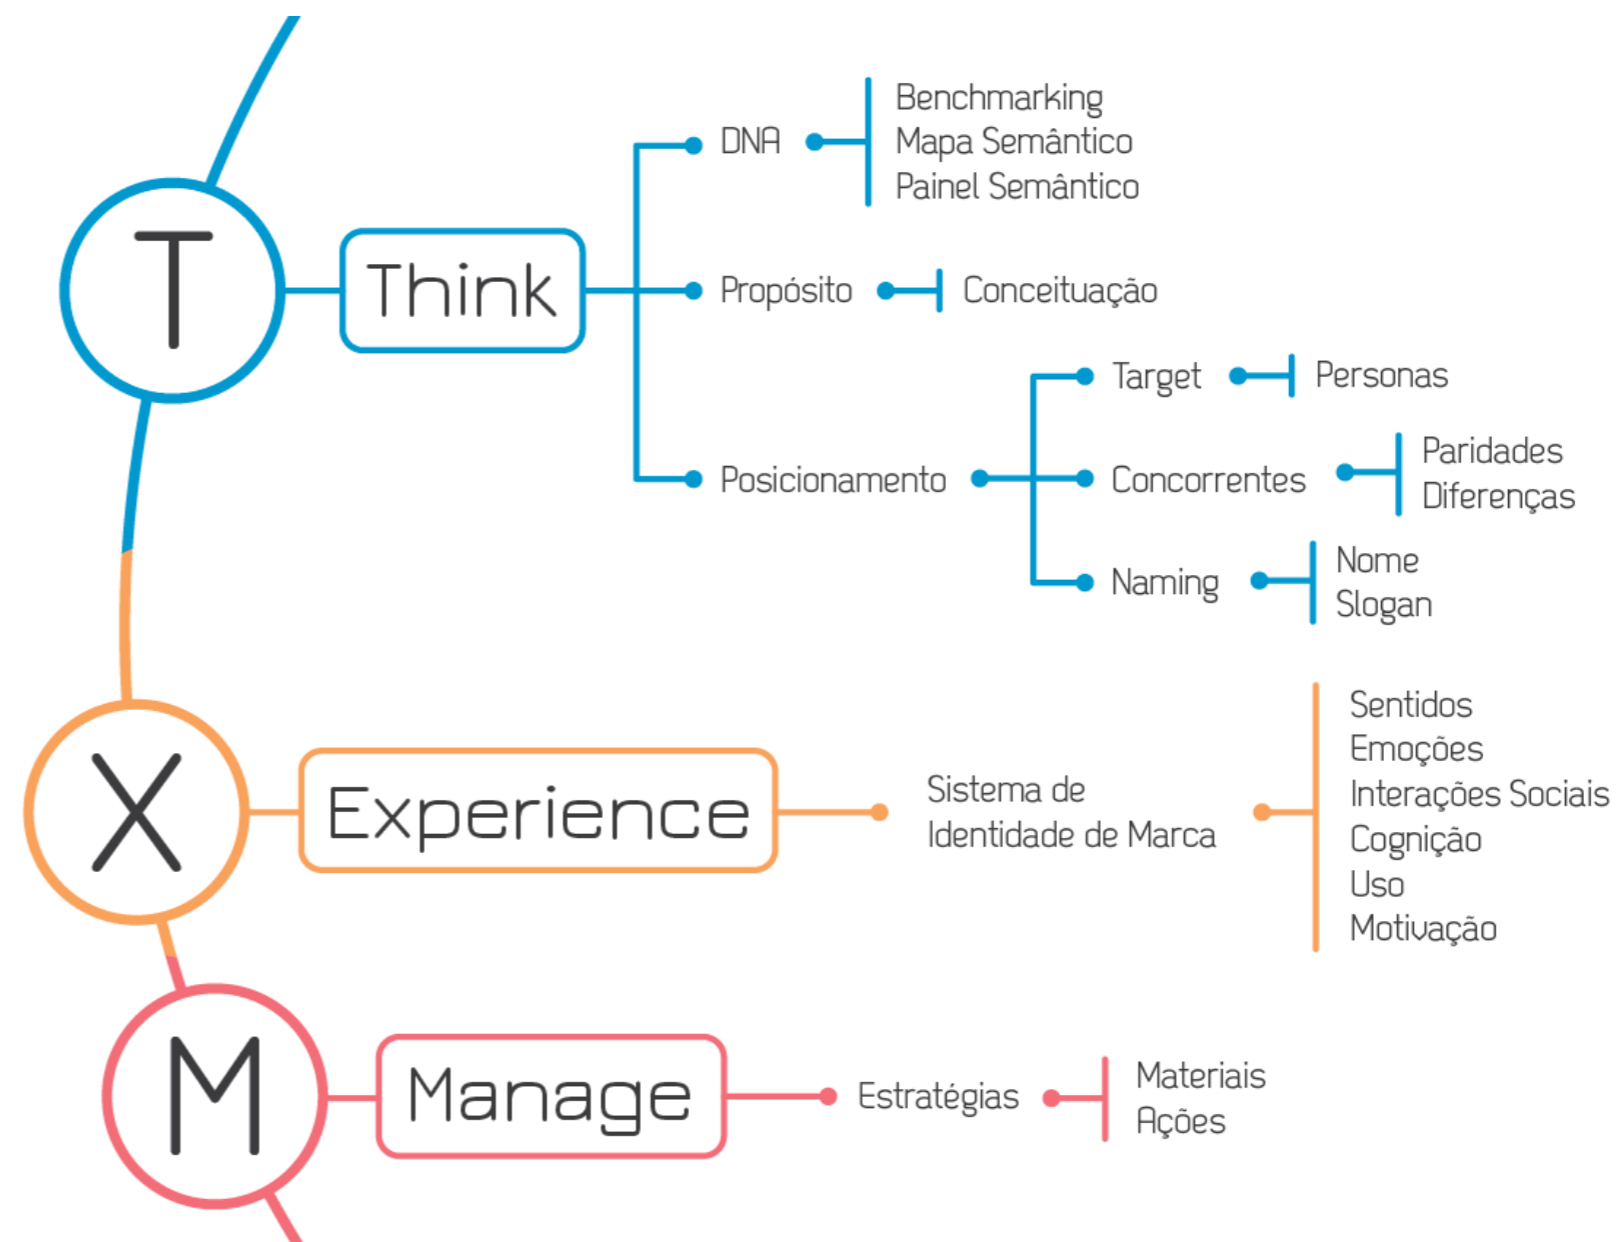 T
Think
DNA
Benchmarking
Mapa Semântico
Painel Semântico
Propósito
Conceituação
Posicionamento
Target
Personas
Concorrentes
Paridades
Diferenças
Naming
Nome
Slogan
X
Experience
Sistema de
Identidade de Marca
Sentidos
Emoções
Interações Sociais
Cognição
Uso
Motivação
M
Manage
Estratégias
Materiais
Ações